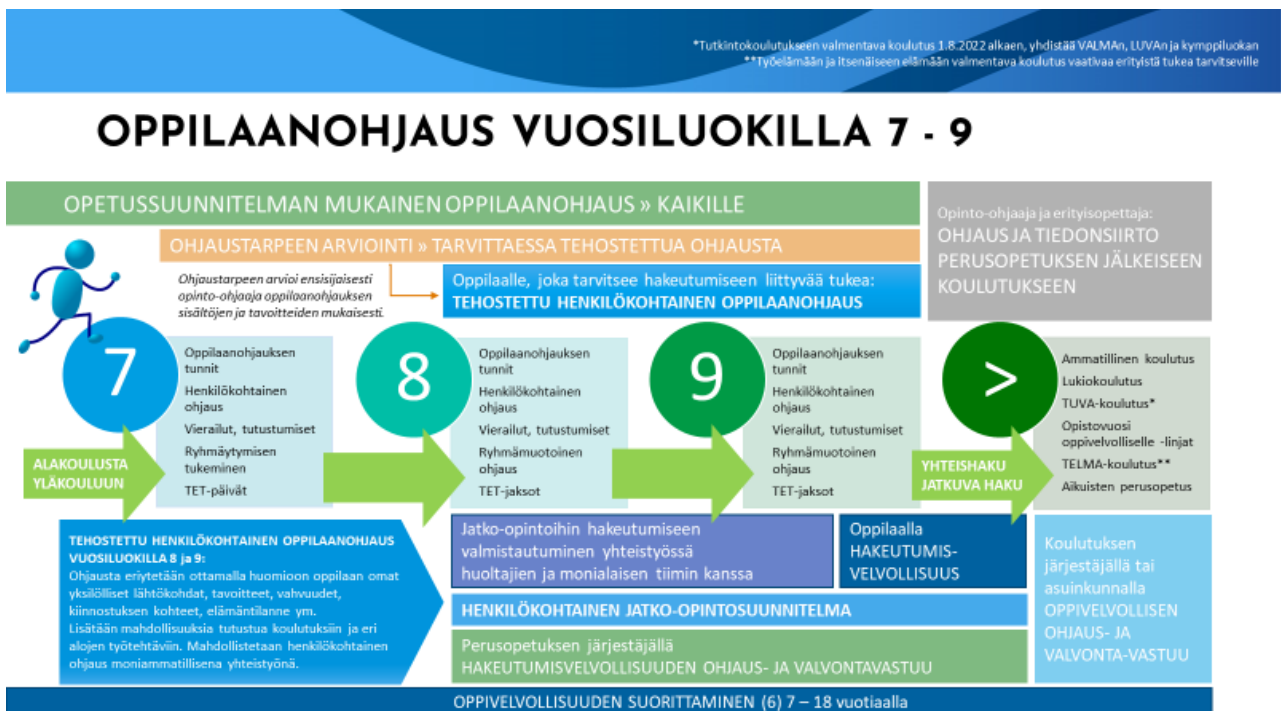 *Tutkintokoulutukseen valmentava koulutus 1.8.2022 alkaen, yhdistää VALMAn, LUVAn ja kymppiluokan
**Työelämään ja itsenäiseen elämään valmentava koulutus vaativaa erityistä tukea tarvitseville
OPPILAANOHJAUS VUOSILUOKILLA 7 - 9
OPETUSSUUNNITELMAN MUKAINEN OPPILAANOHJAUS » KAIKILLE
OHJAUSTARPEEN ARVIOINTI » TARVITTAESSA TEHOSTETTUA OHJAUSTA
Ohjaustarpeen arvioi ensisijaisesti
opinto-ohjaaja oppilaanohjauksen
sisältöjen ja tavoitteiden mukaisesti.
Oppilaalle, joka tarvitsee hakeutumiseen liittyvää tukea:
TEHOSTETTU HENKILÖKOHTAINEN OPPILAANOHJAUS
Opinto-ohjaaja ja erityisopettaja:
OHJAUS JA TIEDONSIIRTO
PERUSOPETUKSEN JÄLKEISEEN
KOULUTUKSEEN
ALAKOULUSTA
YLÄKOULUUN
7
Oppilaanohjauksen
tunnit
Henkilökohtainen
ohjaus
Vierailut, tutustumiset
Ryhmäytymisen
tukeminen
TET-päivät
8
Oppilaanohjauksen
tunnit
Henkilökohtainen
ohjaus
Vierailut, tutustumiset
Ryhmämuotoinen
ohjaus
TET-jaksot
9
Oppilaanohjauksen
tunnit
Henkilökohtainen
ohjaus
Vierailut, tutustumiset
Ryhmämuotoinen
ohjaus
TET-jaksot
>
YHTEISHAKU
JATKUVA HAKU
Ammatillinen koulutus
Lukiokoulutus
TUVA-koulutus*
Opistovuosi
oppivelvolliselle -linjat
TELMA-koulutus**
Aikuisten perusopetus
TEHOSTETTU HENKILÖKOHTAINEN OPPILAANOHJAUS
VUOSILUOKILLA 8 ja 9:
Ohjausta eriytetään ottamalla huomioon oppilaan omat
yksilölliset lähtökohdat, tavoitteet, vahvuudet,
kiinnostuksen kohteet, elämäntilanne ym.
Lisätään mahdollisuuksia tutustua koulutuksiin ja eri
alojen työtehtäviin. Mahdollistetaan henkilökohtainen
ohjaus moniammatillisena yhteistyönä.
Jatko-opintoihin hakeutumiseen
valmistautuminen yhteistyössä
huoltajien ja monialaisen tiimin kanssa
Oppilaalla
HAKEUTUMIS-
VELVOLLISUUS
HENKILÖKOHTAINEN JATKO-OPINTOSUUNNITELMA
Perusopetuksen järjestäjällä
HAKEUTUMISVELVOLLISUUDEN OHJAUS- JA VALVONTAVASTUU
Koulutuksen
järjestäjällä tai
asuinkunnalla
OPPIVELVOLLISEN
OHJAUS- JA
VALVONTA-VASTUU
OPPIVELVOLLISUUDEN SUORITTAMINEN (6) 7 – 18 vuotiaalla